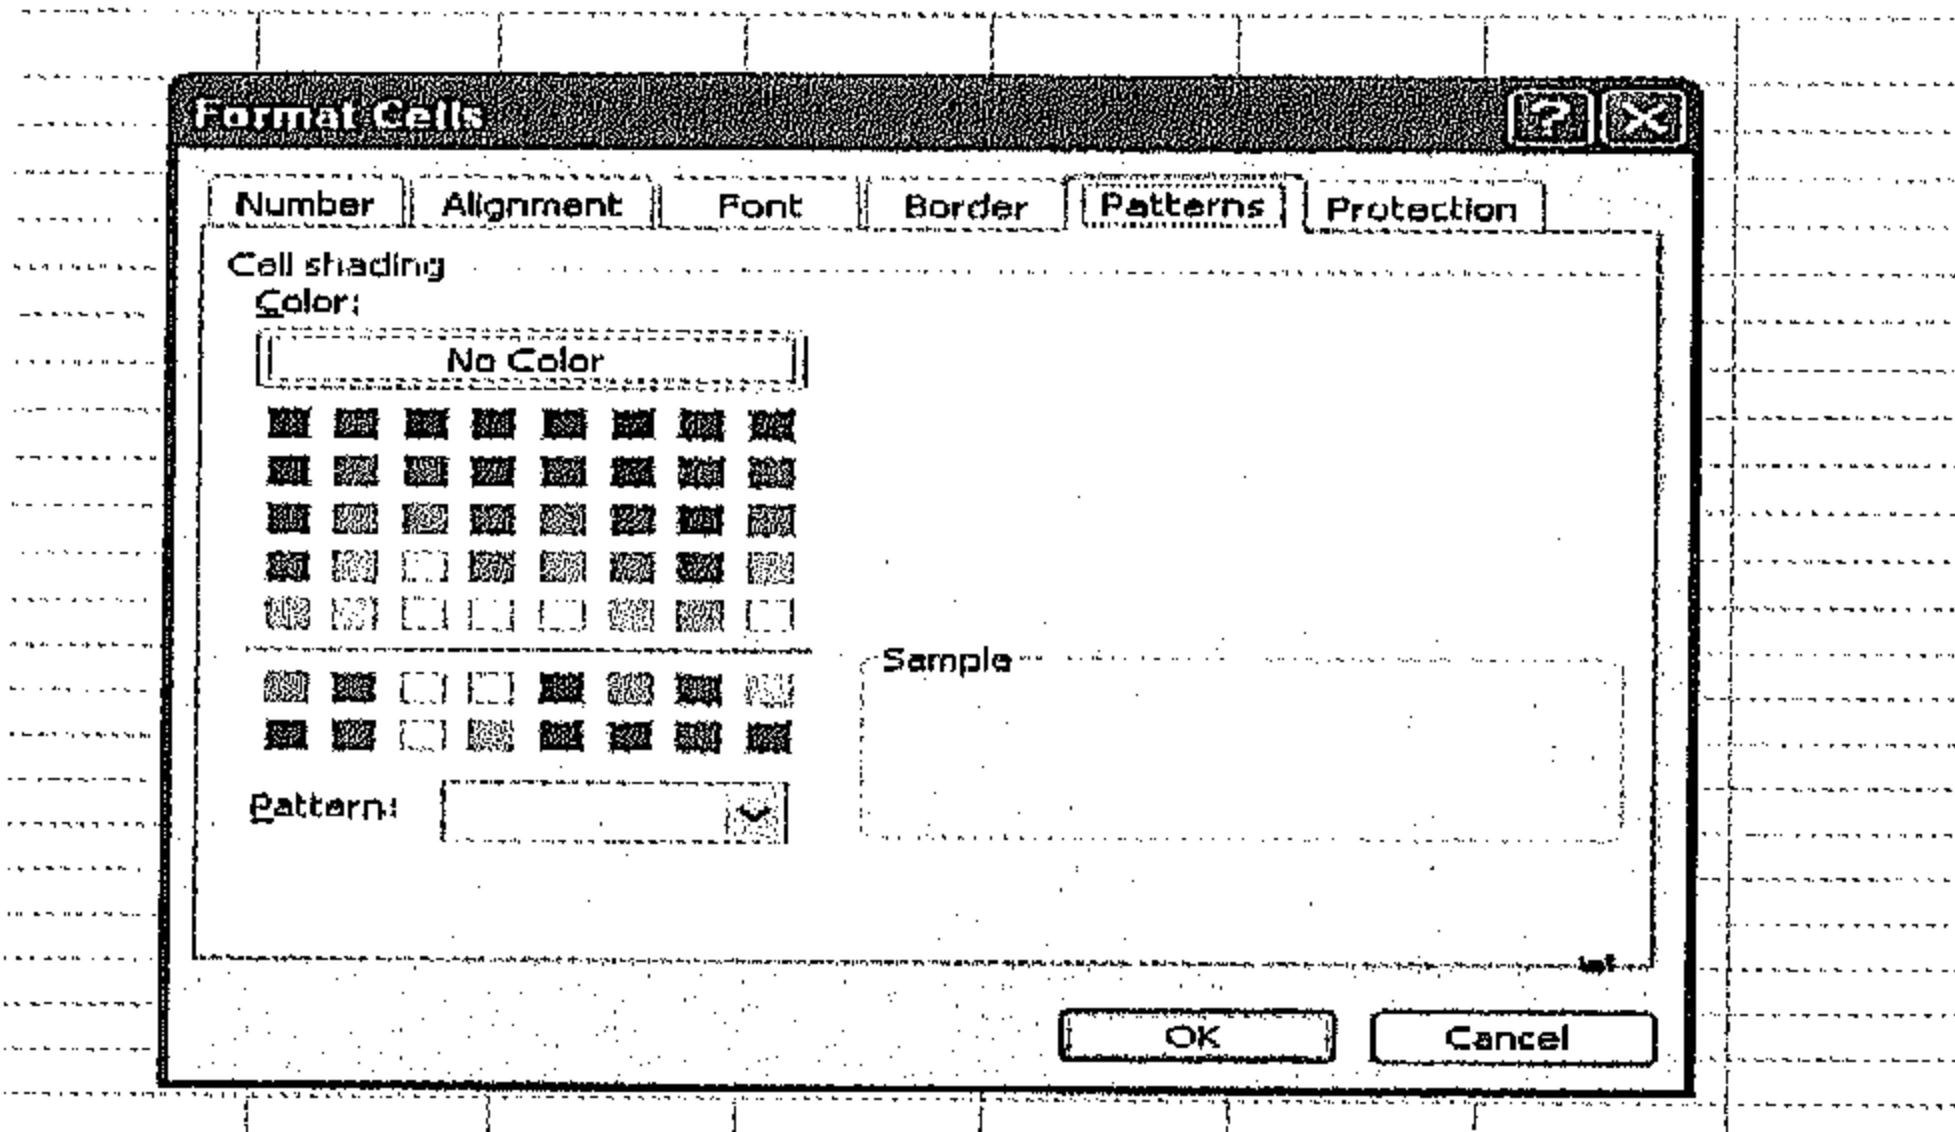 Format Cells
Number Alignment Font Border Patterns Protection
Cell shading
Color:
No Color
Sample
Pattern:
OK Cancel